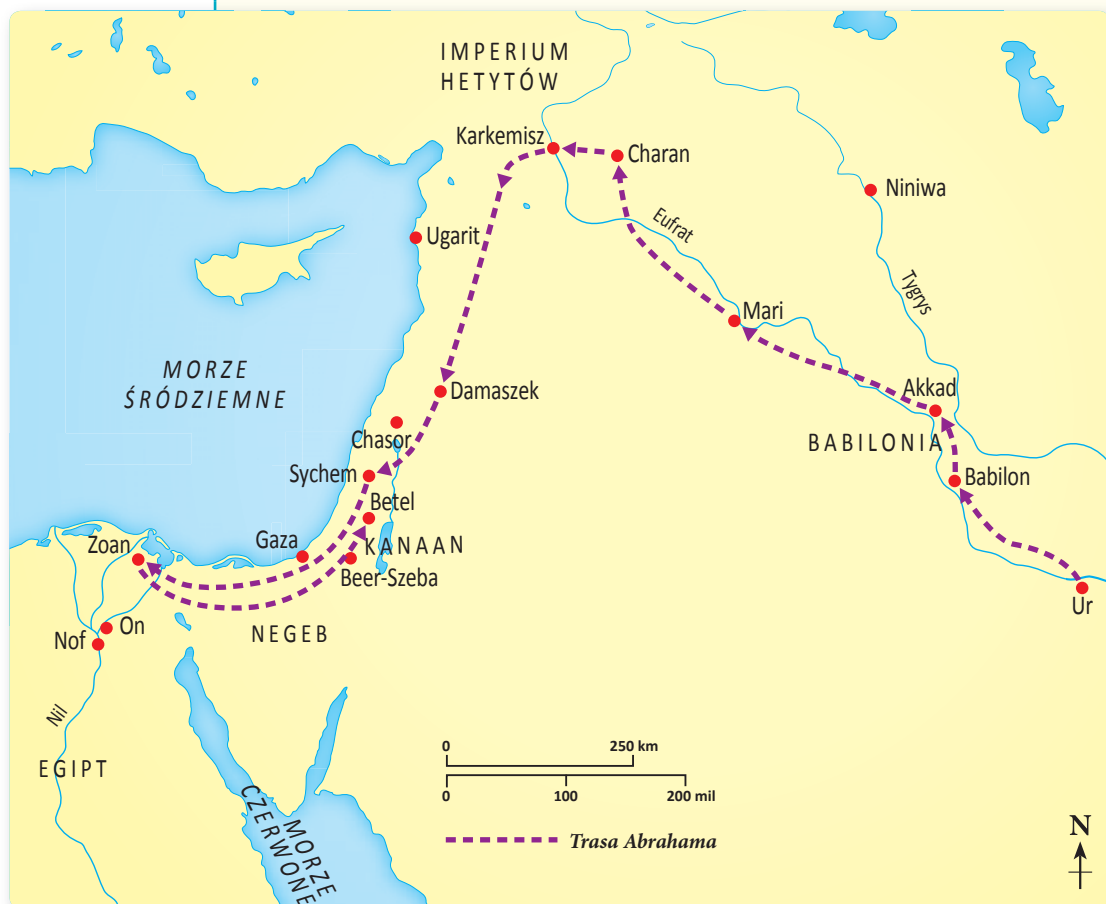 IMPERIUM
HETYTÓW
Karkemisz
Charan
Niniwa
Ugarit
Eufrat
Tygrys
Mari
MORZE
ŚRÓDZIEMNE
Damaszek
Akkad
Chasor
BABILONIA
Sychem
Babilon
Betel
Zoan
Gaza
KANAAN
Beer-Szeba
Ur
On
Nof
NEGEB
Nil
EGIPT
MORZE
CZERWONE
0 250 km
0 100 200 mil
Trasa Abrahama
N